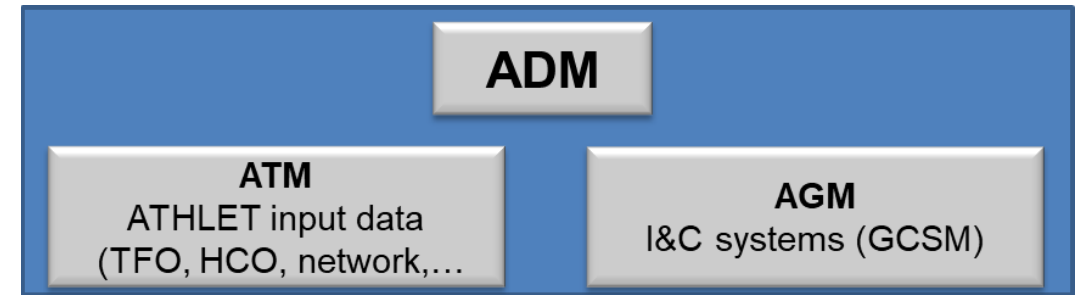 ADM
ATM
ATHLET input data
(TFO, HCO, network,…
AGM
I&C systems (GCSM)